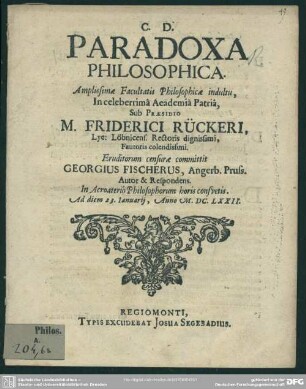 C. D.
PARADOXA
PHILOSOPHICA.
Amplissimæ Facultatis Philosophicæ indultu,
In celeberrimâ Academiâ Patriâ,
Sub PRÆSIDIO
M. FRIDERICI RÜCKERI,
Lyc: Löbnicens. Rectoris dignissimi,
Fautoris colendissimi.
Eruditorum censuræ committit
GEORGIUS FISCHERUS, Angerb. Pruss.
Autor & Respondens.
In Acroaterio Philosophorum horis consvetis.
Ad diem 23. Ianuarij, Anno M. DC. LXXII.
REGIOMONTI,
TYPIS EXCUDEBAT JOSUA SEGEBADIUS.
Philos.
A.
204,62